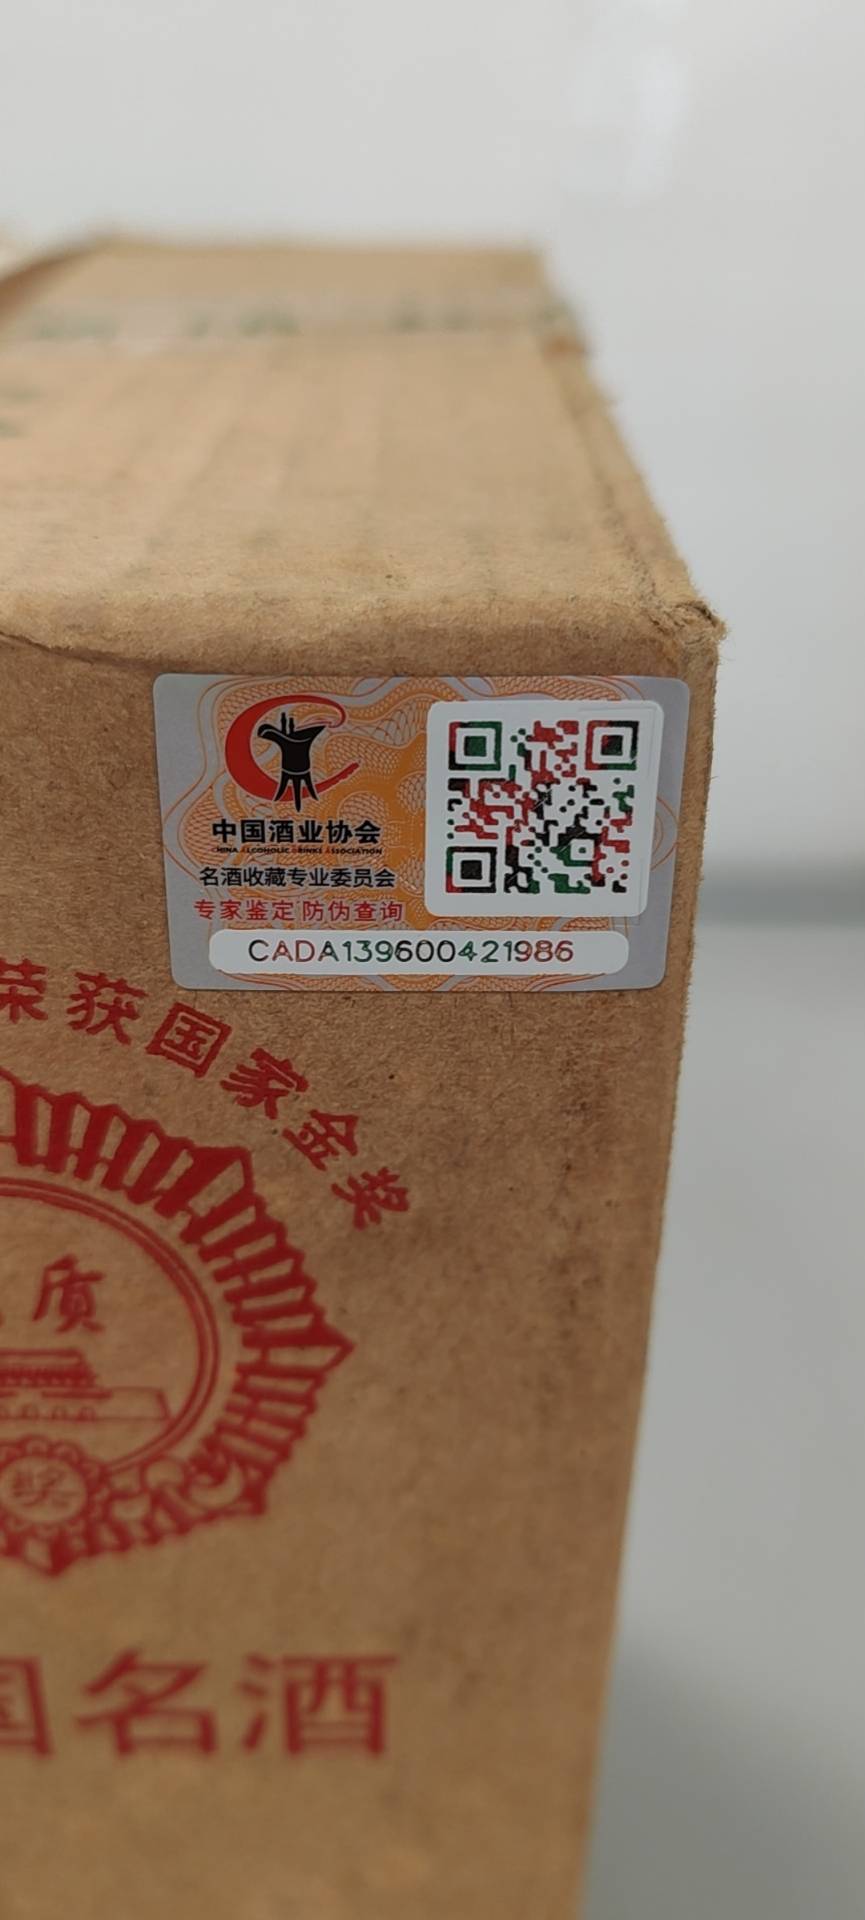 中国酒业协会
CHINA ALCOHOLIC DRINKS ASSOCIATION
名酒收藏专业委员会
专家鉴定 防伪查询
CADA139600421986
荣获国家金奖
质
奖
国名酒